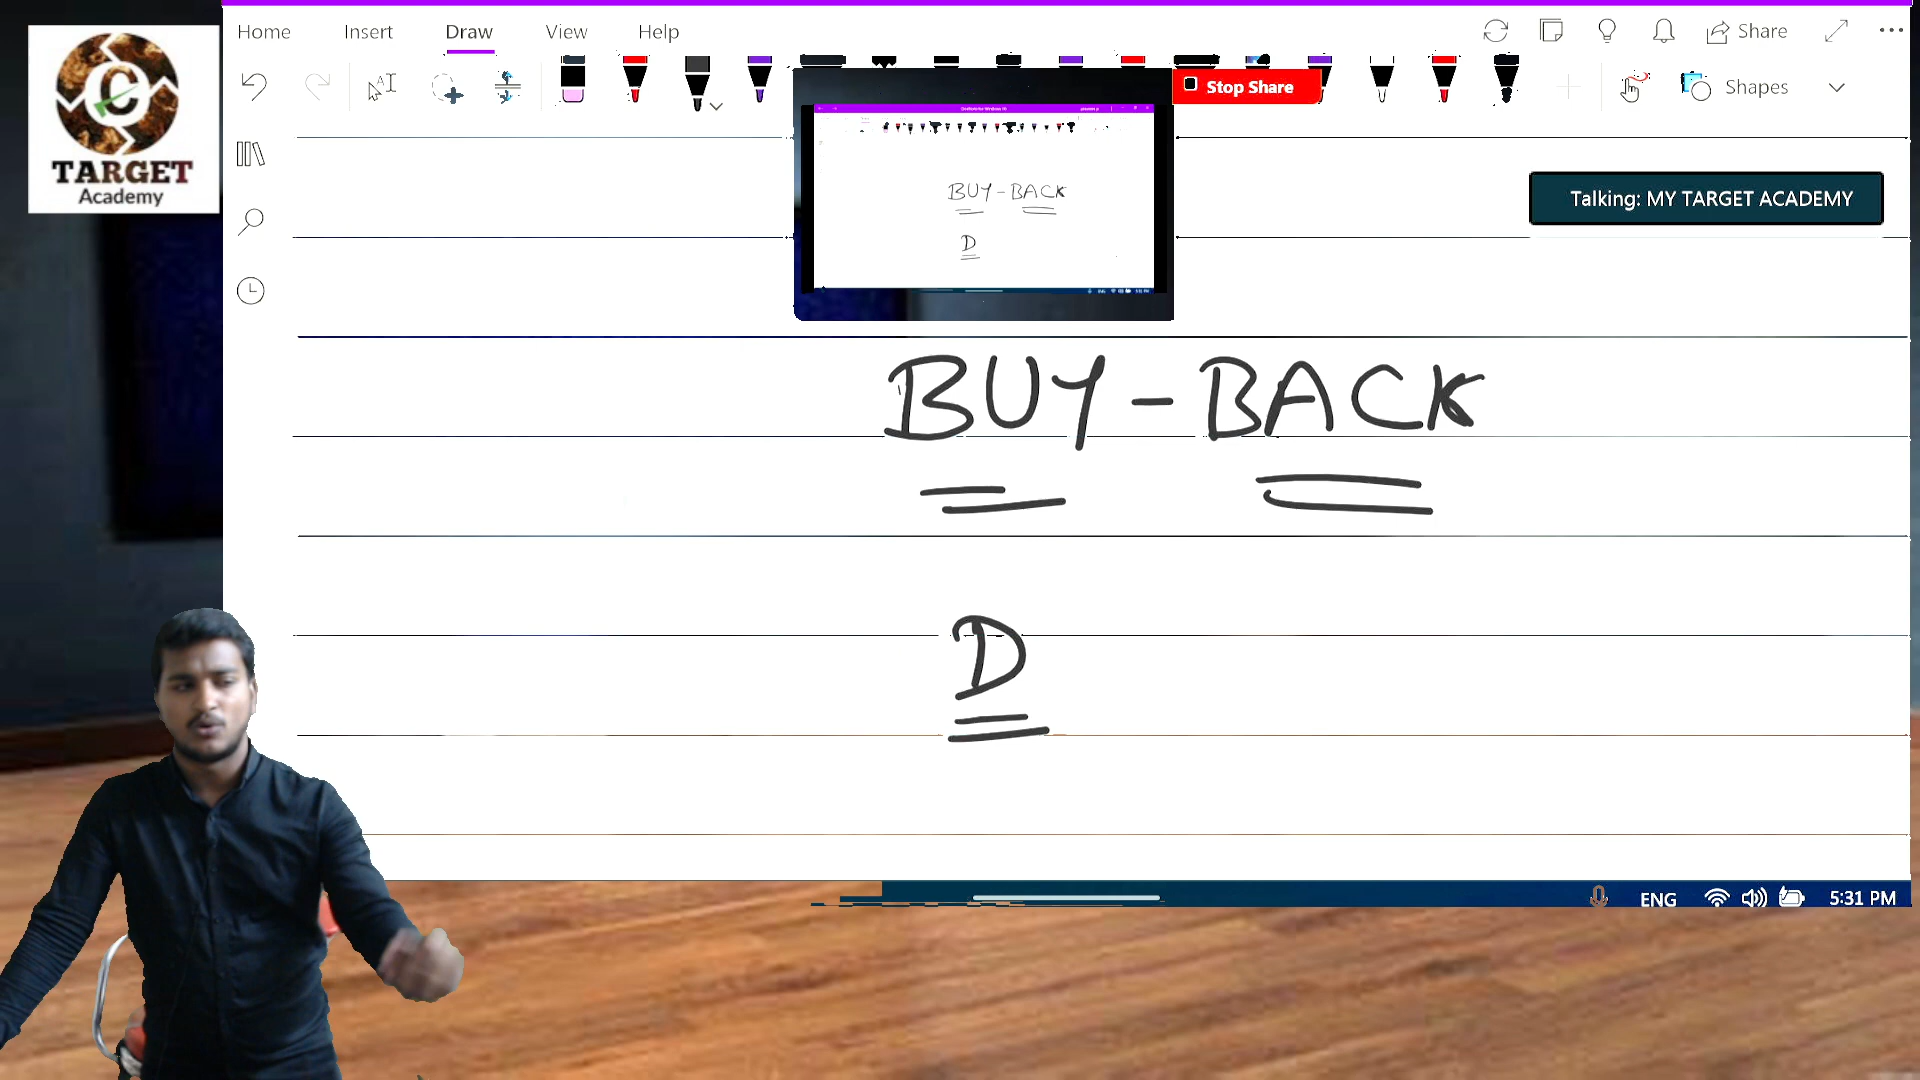 Home Insert Draw View Help Share
Stop Share Shapes
TARGET
Academy
Talking: MY TARGET ACADEMY
BUY - BACK
D
BUY - BACK
D
ENG 5:31 PM